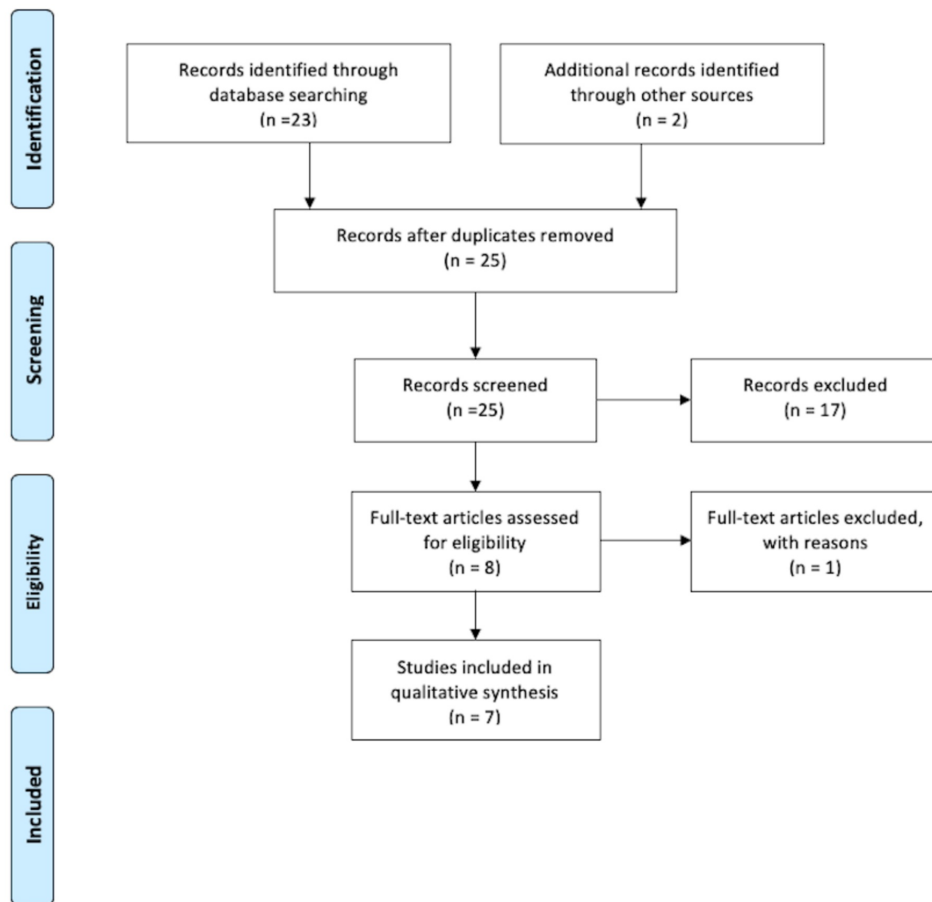 Identification
Records identified through
database searching
(n =23)
Additional records identified
through other sources
(n = 2)
Records after duplicates removed
(n = 25)
Screening
Records screened
(n =25)
Records excluded
(n = 17)
Eligibility
Full-text articles assessed
for eligibility
(n = 8)
Full-text articles excluded,
with reasons
(n = 1)
Studies included in
qualitative synthesis
(n = 7)
Included